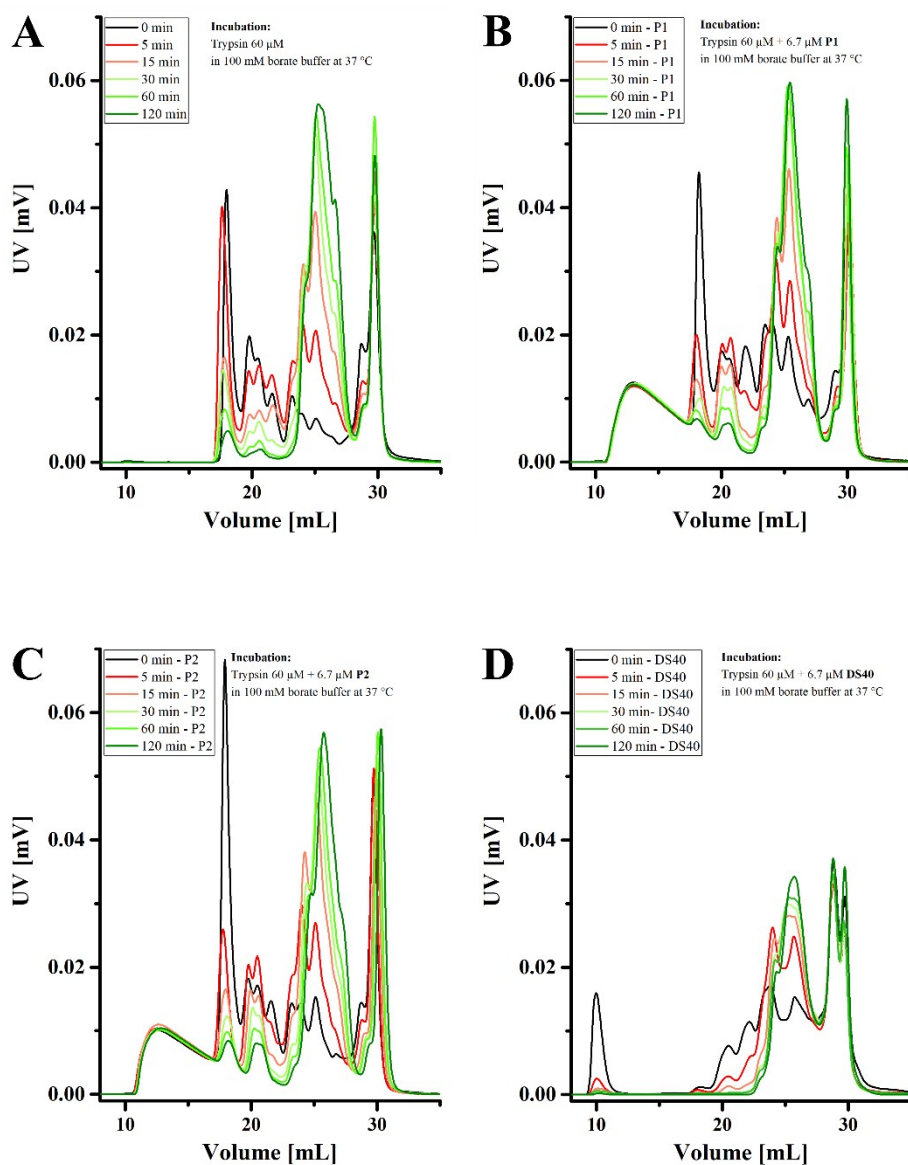 A
0 min
5 min
15 min
30 min
60 min
120 min
Incubation:
Trypsin 60 µM
in 100 mM borate buffer at 37 °C
UV [mV]
0.06
0.04
0.02
0.00
10
20
30
Volume [mL]
B
0 min - P1
5 min - P1
15 min - P1
30 min - P1
60 min - P1
120 min - P1
Incubation:
Trypsin 60 µM + 6.7 µM P1
in 100 mM borate buffer at 37 °C
UV [mV]
0.06
0.04
0.02
0.00
10
20
30
Volume [mL]
C
0 min - P2
5 min - P2
15 min - P2
30 min - P2
60 min - P2
120 min - P2
Incubation:
Trypsin 60 µM + 6.7 µM P2
in 100 mM borate buffer at 37 °C
UV [mV]
0.06
0.04
0.02
0.00
10
20
30
Volume [mL]
D
0 min - DS40
5 min - DS40
15 min - DS40
30 min- DS40
60 min - DS40
120 min - DS40
Incubation:
Trypsin 60 µM + 6.7 µM DS40
in 100 mM borate buffer at 37 °C
UV [mV]
0.06
0.04
0.02
0.00
10
20
30
Volume [mL]